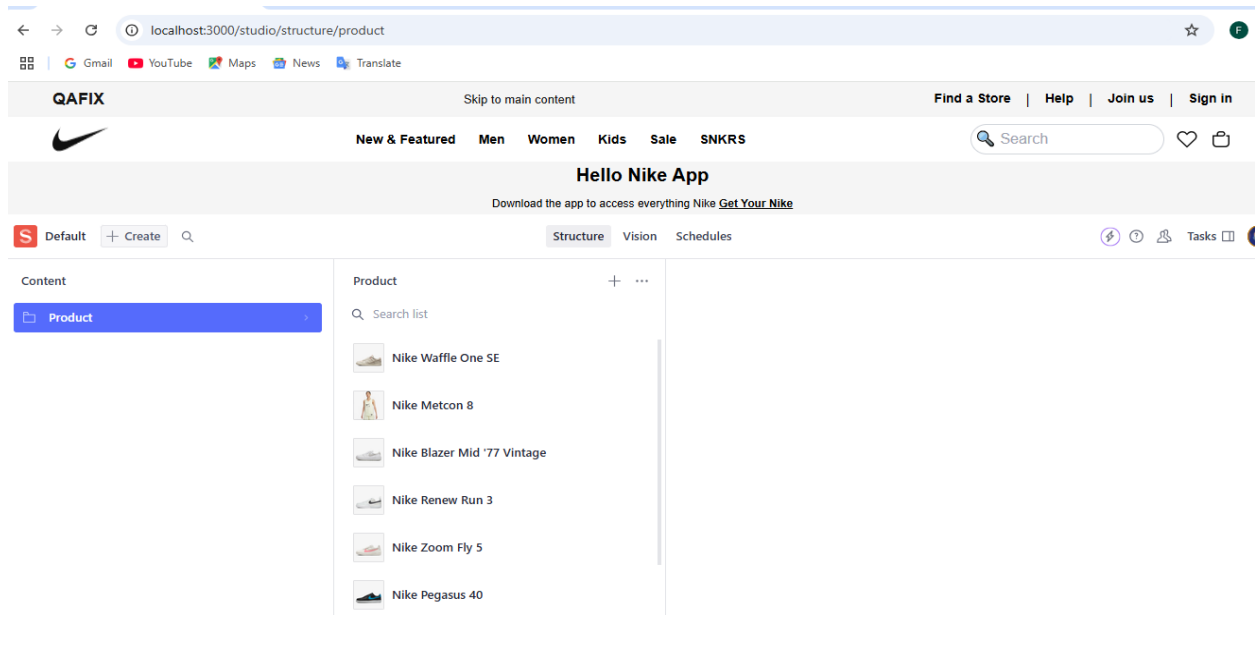 localhost:3000/studio/structure/product
F
Gmail YouTube Maps News Translate
QAFIX Skip to main content Find a Store | Help | Join us | Sign in
New & Featured Men Women Kids Sale SNKRS Search
Hello Nike App
Download the app to access everything Nike Get Your Nike
S Default + Create Structure Vision Schedules Tasks
Content Product
Product
Search list
Nike Waffle One SE
Nike Metcon 8
Nike Blazer Mid '77 Vintage
Nike Renew Run 3
Nike Zoom Fly 5
Nike Pegasus 40